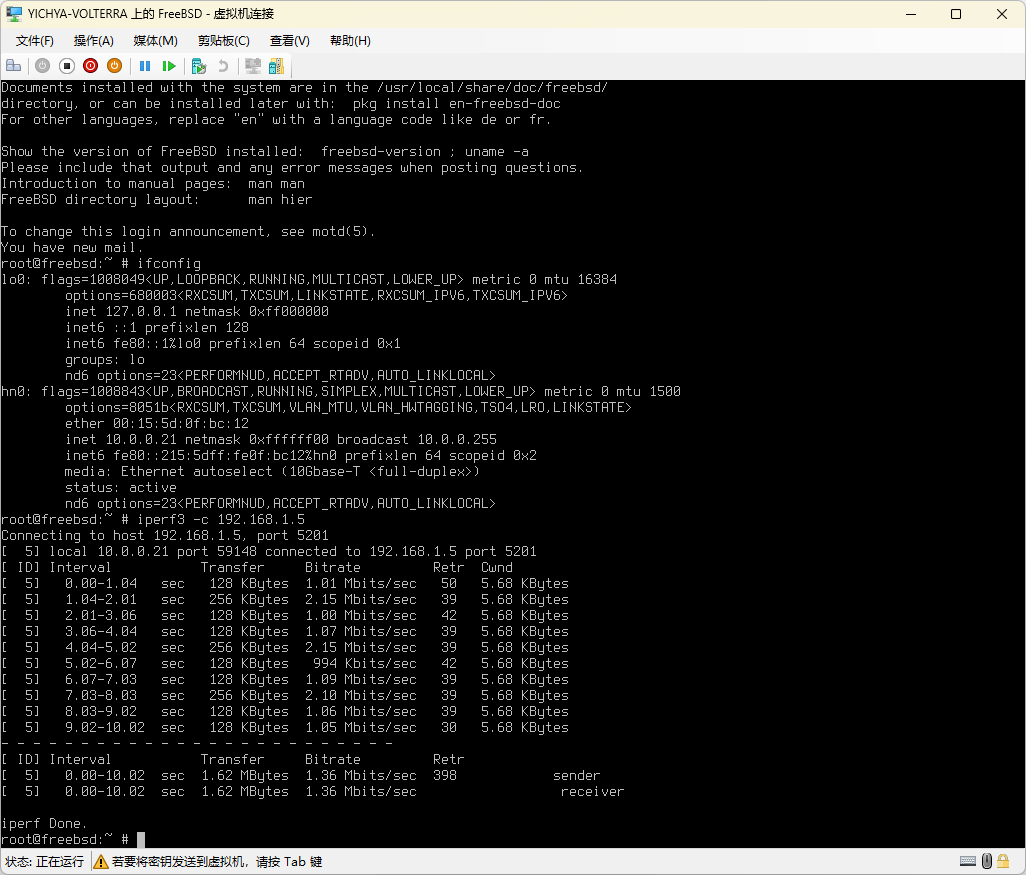 YICHYA-VOLTERRA 上的 FreeBSD - 虚拟机连接
文件(F) 操作(A) 媒体(M) 剪贴板(C) 查看(V) 帮助(H)
Documents installed with the system are in the /usr/local/share/doc/freebsd/
directory, or can be installed later with:  pkg install en-freebsd-doc
For other languages, replace "en" with a language code like de or fr.

Show the version of FreeBSD installed:  freebsd-version ; uname -a
Please include that output and any error messages when posting questions.
Introduction to manual pages:  man man
FreeBSD directory layout:      man hier

To change this login announcement, see motd(5).
You have new mail.
root@freebsd:~ # ifconfig
lo0: flags=1008049<UP,LOOPBACK,RUNNING,MULTICAST,LOWER_UP> metric 0 mtu 16384
        options=680003<RXCSUM,TXCSUM,LINKSTATE,RXCSUM_IPV6,TXCSUM_IPV6>
        inet 127.0.0.1 netmask 0xff000000
        inet6 ::1 prefixlen 128
        inet6 fe80::1%lo0 prefixlen 64 scopeid 0x1
        groups: lo
        nd6 options=23<PERFORMNUD,ACCEPT_RTADV,AUTO_LINKLOCAL>
hn0: flags=1008843<UP,BROADCAST,RUNNING,SIMPLEX,MULTICAST,LOWER_UP> metric 0 mtu 1500
        options=8051b<RXCSUM,TXCSUM,VLAN_MTU,VLAN_HWTAGGING,TSO4,LRO,LINKSTATE>
        ether 00:15:5d:0f:bc:12
        inet 10.0.0.21 netmask 0xffffff00 broadcast 10.0.0.255
        inet6 fe80::215:5dff:fe0f:bc12%hn0 prefixlen 64 scopeid 0x2
        media: Ethernet autoselect (10Gbase-T <full-duplex>)
        status: active
        nd6 options=23<PERFORMNUD,ACCEPT_RTADV,AUTO_LINKLOCAL>
root@freebsd:~ # iperf3 -c 192.168.1.5
Connecting to host 192.168.1.5, port 5201
[  5] local 10.0.0.21 port 59148 connected to 192.168.1.5 port 5201
[ ID] Interval           Transfer     Bitrate         Retr  Cwnd
[  5]   0.00-1.04   sec   128 KBytes  1.01 Mbits/sec   50   5.68 KBytes
[  5]   1.04-2.01   sec   256 KBytes  2.15 Mbits/sec   39   5.68 KBytes
[  5]   2.01-3.06   sec   128 KBytes  1.00 Mbits/sec   42   5.68 KBytes
[  5]   3.06-4.04   sec   128 KBytes  1.07 Mbits/sec   39   5.68 KBytes
[  5]   4.04-5.02   sec   256 KBytes  2.15 Mbits/sec   39   5.68 KBytes
[  5]   5.02-6.07   sec   128 KBytes   994 Kbits/sec   42   5.68 KBytes
[  5]   6.07-7.03   sec   128 KBytes  1.09 Mbits/sec   39   5.68 KBytes
[  5]   7.03-8.03   sec   256 KBytes  2.10 Mbits/sec   39   5.68 KBytes
[  5]   8.03-9.02   sec   128 KBytes  1.06 Mbits/sec   39   5.68 KBytes
[  5]   9.02-10.02  sec   128 KBytes  1.05 Mbits/sec   30   5.68 KBytes
- - - - - - - - - - - - - - - - - - - - - - - - -
[ ID] Interval           Transfer     Bitrate         Retr
[  5]   0.00-10.02  sec  1.62 MBytes  1.36 Mbits/sec  398            sender
[  5]   0.00-10.02  sec  1.62 MBytes  1.36 Mbits/sec                  receiver

iperf Done.
root@freebsd:~ #
状态: 正在运行 若要将密钥发送到虚拟机，请按 Tab 键